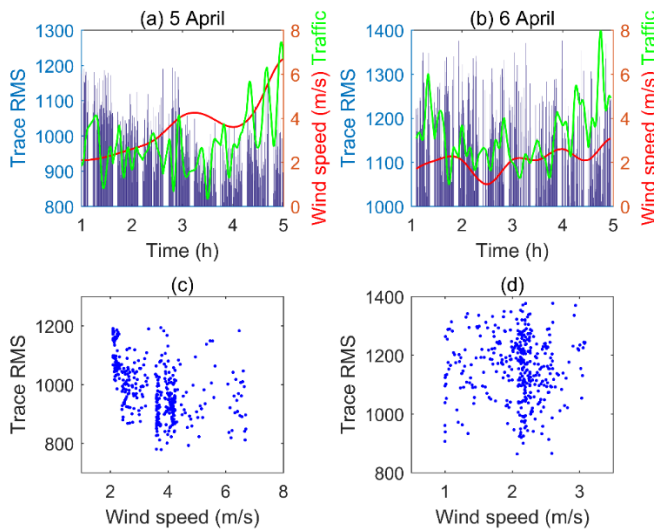 (a) 5 April
1300
1200
1100
1000
900
800
Trace RMS
8
6
4
2
0
Wind speed (m/s)
Traffic
1 2 3 4 5
Time (h)
(b) 6 April
1400
1300
1200
1100
1000
Trace RMS
8
6
4
2
0
Wind speed (m/s)
Traffic
1 2 3 4 5
Time (h)
(c)
1200
1000
800
Trace RMS
2 4 6 8
Wind speed (m/s)
(d)
1400
1200
1000
800
Trace RMS
1 2 3
Wind speed (m/s)